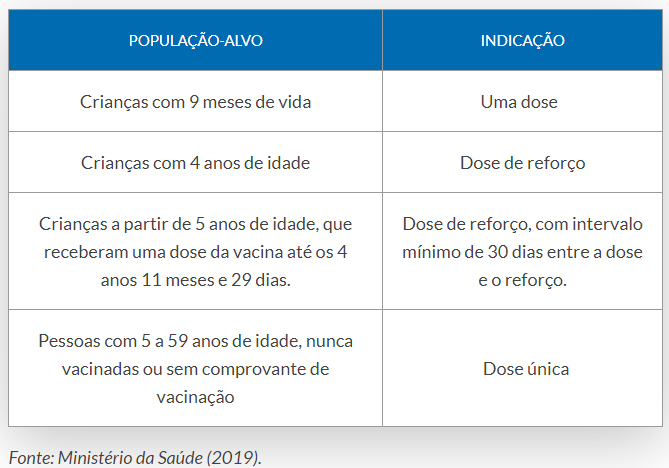 POPULAÇÃO-ALVO
INDICAÇÃO
Crianças com 9 meses de vida
Uma dose
Crianças com 4 anos de idade
Dose de reforço
Crianças a partir de 5 anos de idade, que
receberam uma dose da vacina até os 4
anos 11 meses e 29 dias.
Dose de reforço, com intervalo
mínimo de 30 dias entre a dose
e o reforço.
Pessoas com 5 a 59 anos de idade, nunca
vacinadas ou sem comprovante de
vacinação
Dose única
Fonte: Ministério da Saúde (2019).